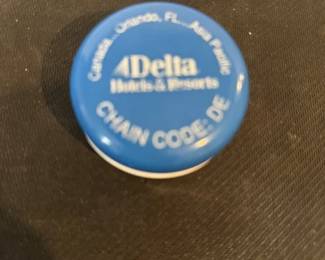 Canada...Orlando, FL...Asia Pacific
Delta
Hotels & Resorts
CHAIN CODE: DE